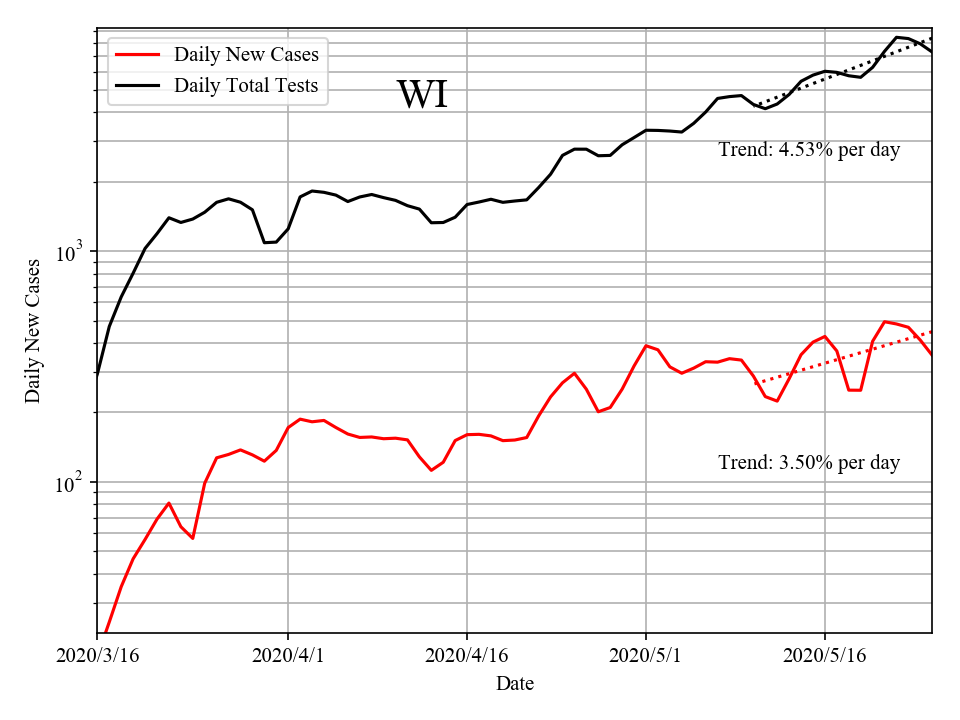 Daily New Cases
Daily Total Tests
WI
Trend: 4.53% per day
Trend: 3.50% per day
10³
10²
Daily New Cases
2020/3/16
2020/4/1
2020/4/16
2020/5/1
2020/5/16
Date